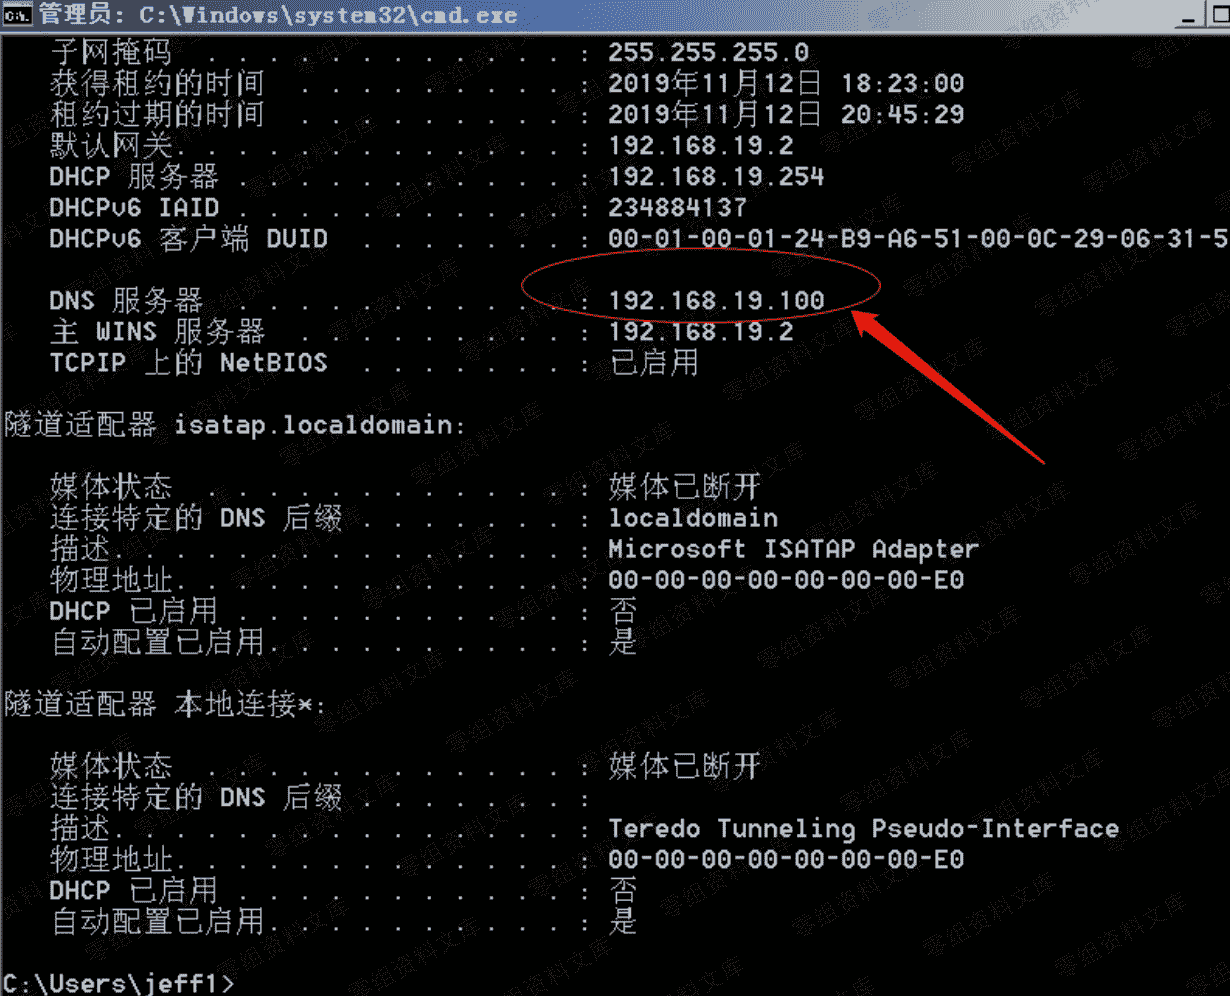 管理员: C:\Windows\system32\cmd.exe
子网掩码 . . . . . . . . . . . . : 255.255.255.0
获得租约的时间 . . . . . . . . . : 2019年11月12日 18:23:00
租约过期的时间 . . . . . . . . . : 2019年11月12日 20:45:29
默认网关. . . . . . . . . . . . . : 192.168.19.2
DHCP 服务器 . . . . . . . . . . . : 192.168.19.254
DHCPv6 IAID . . . . . . . . . . . : 234884137
DHCPv6 客户端 DUID . . . . . . . : 00-01-00-01-24-B9-A6-51-00-0C-29-06-31-5
DNS 服务器 . . . . . . . . . . . : 192.168.19.100
主 WINS 服务器 . . . . . . . . . : 192.168.19.2
TCPIP 上的 NetBIOS . . . . . . . : 已启用
隧道适配器 isatap.localdomain:
媒体状态 . . . . . . . . . . . . : 媒体已断开
连接特定的 DNS 后缀 . . . . . . . : localdomain
描述. . . . . . . . . . . . . . . : Microsoft ISATAP Adapter
物理地址. . . . . . . . . . . . . : 00-00-00-00-00-00-00-E0
DHCP 已启用 . . . . . . . . . . . : 否
自动配置已启用. . . . . . . . . . : 是
隧道适配器 本地连接*:
媒体状态 . . . . . . . . . . . . : 媒体已断开
连接特定的 DNS 后缀 . . . . . . . :
描述. . . . . . . . . . . . . . . : Teredo Tunneling Pseudo-Interface
物理地址. . . . . . . . . . . . . : 00-00-00-00-00-00-00-E0
DHCP 已启用 . . . . . . . . . . . : 否
自动配置已启用. . . . . . . . . . : 是
C:\Users\jeff1>
零组资料文库